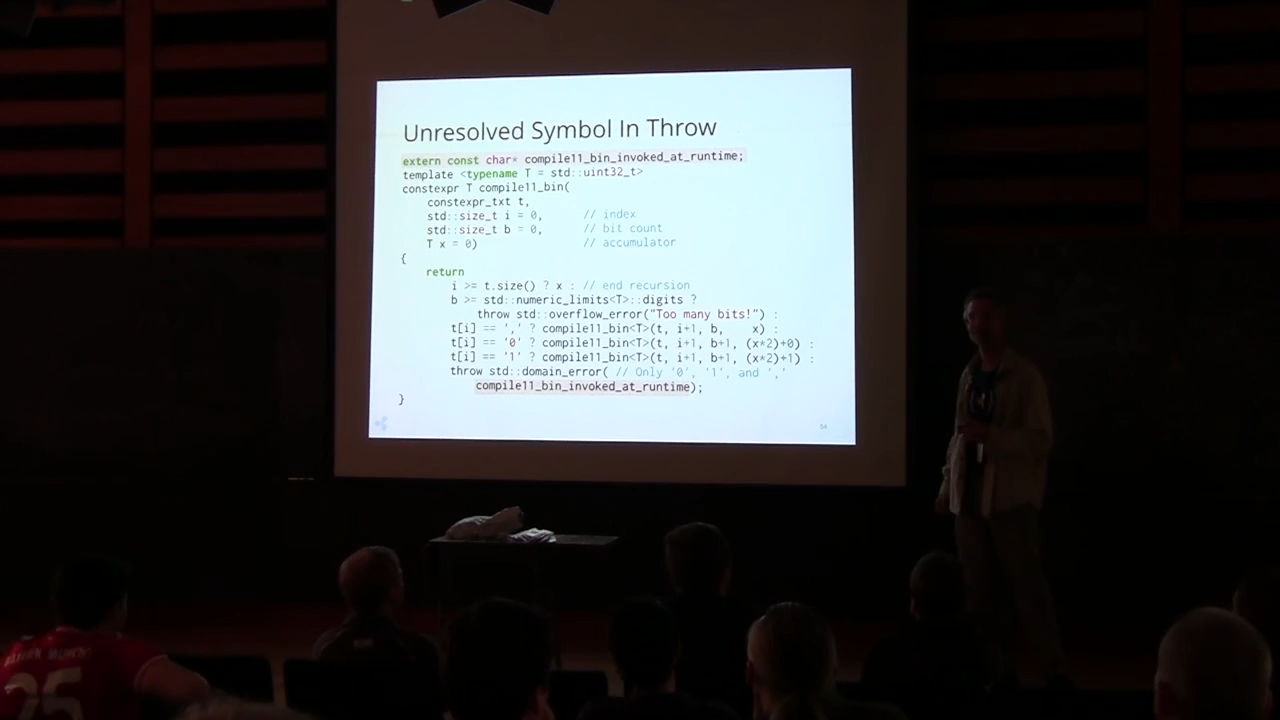 Unresolved Symbol In Throw
extern const char* compile11_bin_invoked_at_runtime;
template <typename T = std::uint32_t>
constexpr T compile11_bin(
constexpr_txt t,
std::size_t i = 0, // index
std::size_t b = 0, // bit count
T x = 0) // accumulator
{
return
i >= t.size() ? x : // end recursion
b >= std::numeric_limits<T>::digits ?
throw std::overflow_error("Too many bits!") :
t[i] == ',' ? compile11_bin<T>(t, i+1, b, x) :
t[i] == '0' ? compile11_bin<T>(t, i+1, b+1, (x*2)+0) :
t[i] == '1' ? compile11_bin<T>(t, i+1, b+1, (x*2)+1) :
throw std::domain_error( // Only '0', '1', and ','
compile11_bin_invoked_at_runtime);
}
54
25